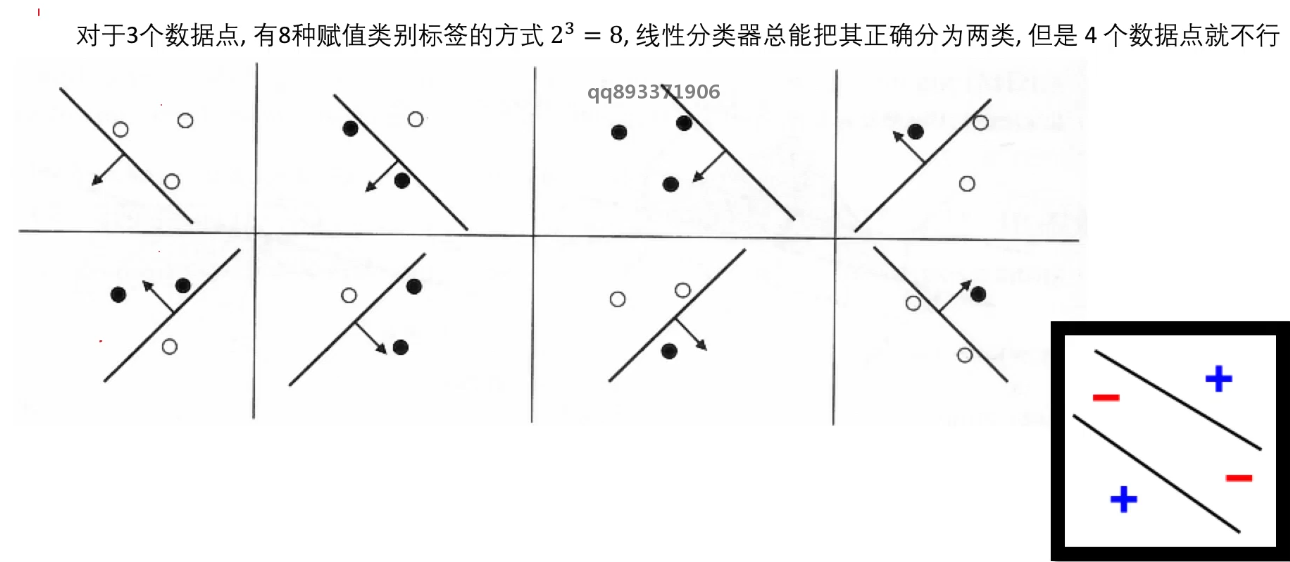 对于3个数据点, 有8种赋值类别标签的方式 2³ = 8, 线性分类器总能把其正确分为两类, 但是 4 个数据点就不行
qq893371906